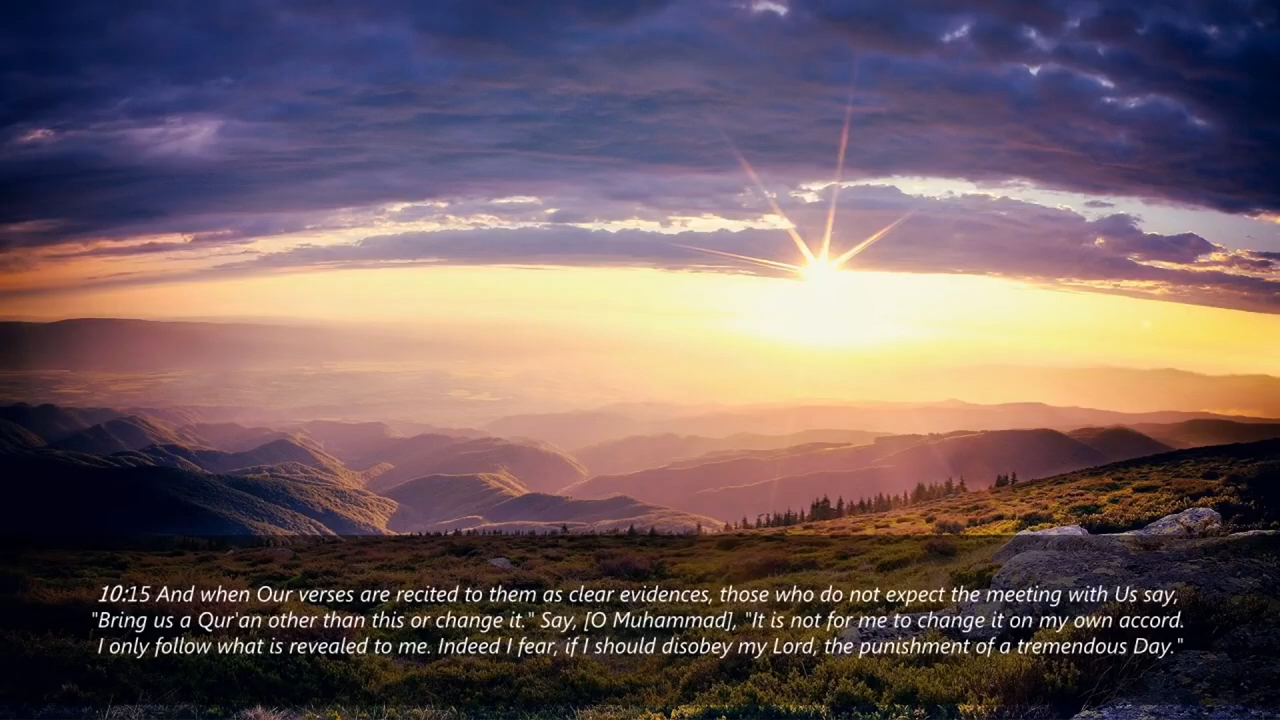 10:15 And when Our verses are recited to them as clear evidences, those who do not expect the meeting with Us say,
"Bring us a Qur'an other than this or change it." Say, [O Muhammad], "It is not for me to change it on my own accord.
I only follow what is revealed to me. Indeed I fear, if I should disobey my Lord, the punishment of a tremendous Day."